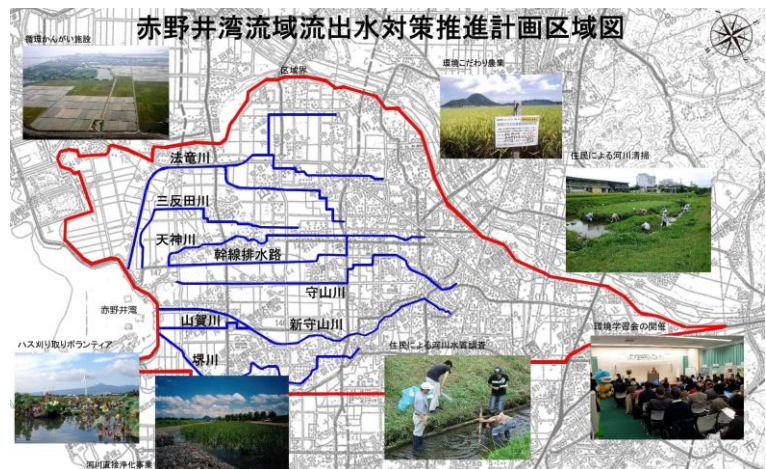 赤野井湾流域流出水対策推進計画区域図
循環かんがい施設
区域界
環境こだわり農業
住民による河川清掃
法竜川
三反田川
天神川
幹線排水路
守山川
赤野井湾
山賀川
新守山川
環境学習会の開催
ハス刈り取りボランティア
堺川
住民による河川水質調査
河川直接浄化事業